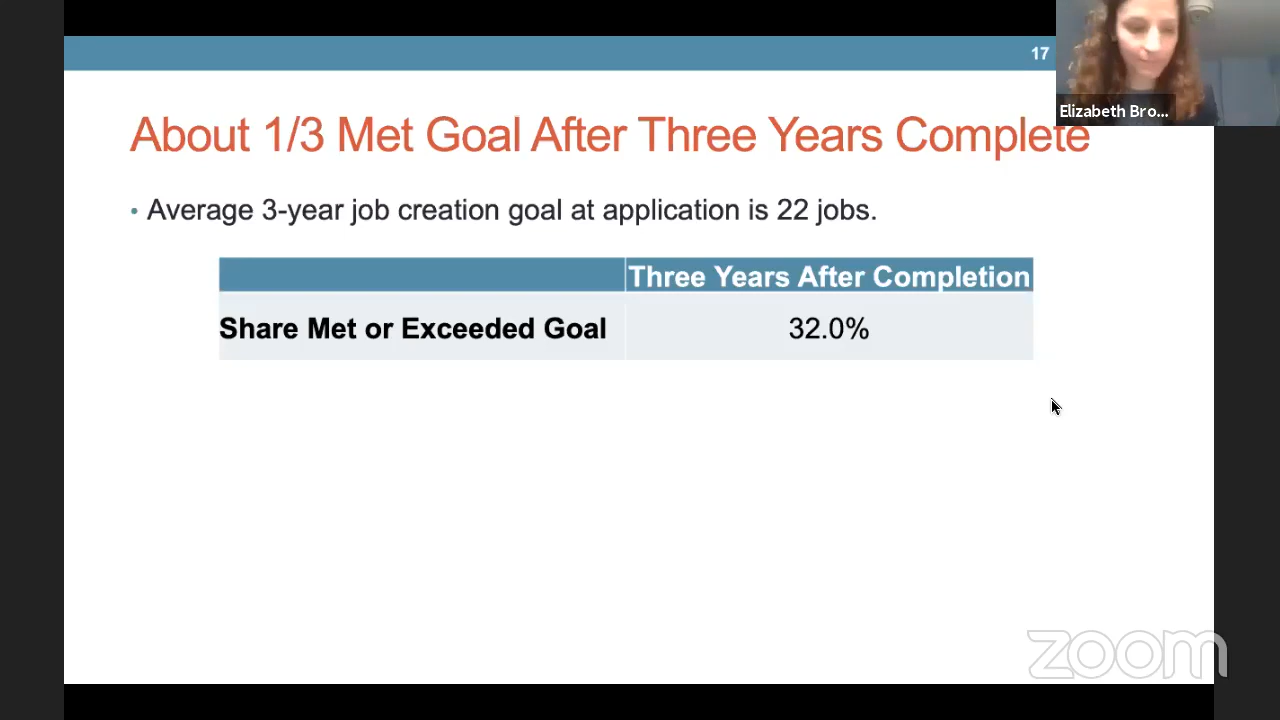 17
Elizabeth Bro...
About 1/3 Met Goal After Three Years Complete
• Average 3-year job creation goal at application is 22 jobs.
Three Years After Completion
Share Met or Exceeded Goal 32.0%
zoom